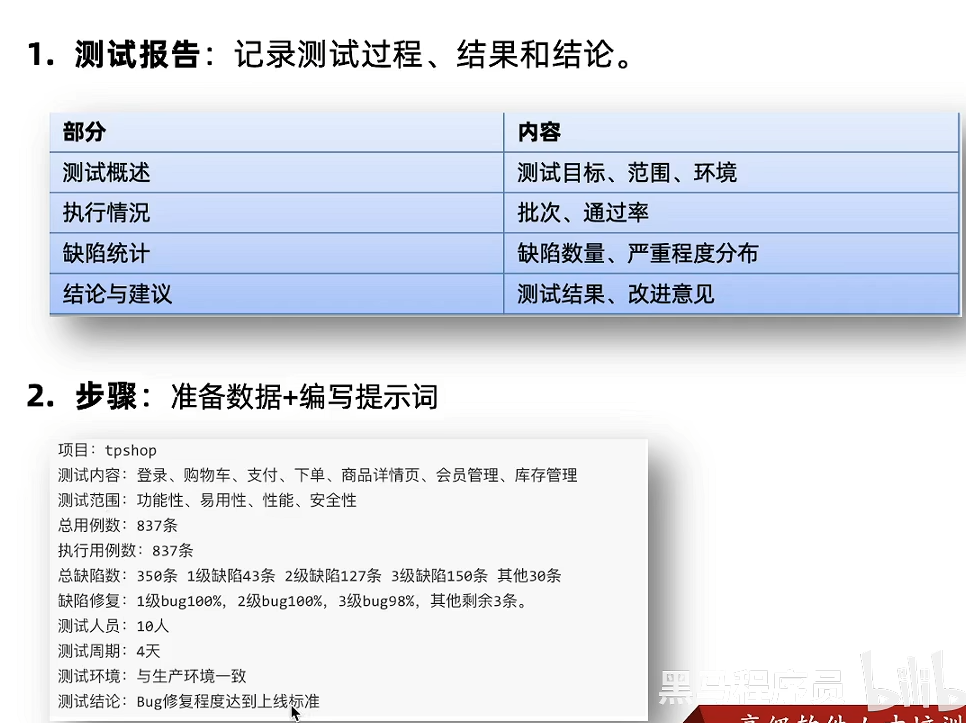 1. 测试报告：记录测试过程、结果和结论。
部分 内容
测试概述 测试目标、范围、环境
执行情况 批次、通过率
缺陷统计 缺陷数量、严重程度分布
结论与建议 测试结果、改进意见
2. 步骤：准备数据+编写提示词
项目：tpshop
测试内容：登录、购物车、支付、下单、商品详情页、会员管理、库存管理
测试范围：功能性、易用性、性能、安全性
总用例数：837条
执行用例数：837条
总缺陷数：350条 1级缺陷43条 2级缺陷127条 3级缺陷150条 其他30条
缺陷修复：1级bug100%，2级bug100%，3级bug98%，其他剩余3条。
测试人员：10人
测试周期：4天
测试环境：与生产环境一致
测试结论：Bug修复程度达到上线标准
黑马程序员 bilibili
高级软件人才培训